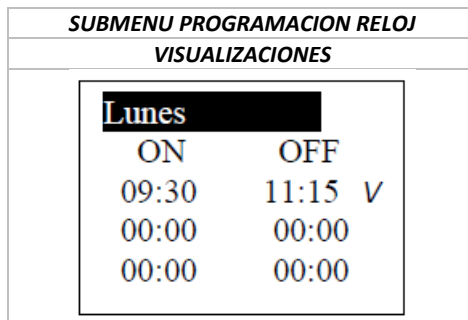 SUBMENU PROGRAMACION RELOJ
VISUALIZACIONES
Lunes
ON OFF
09:30 11:15 V
00:00 00:00
00:00 00:00